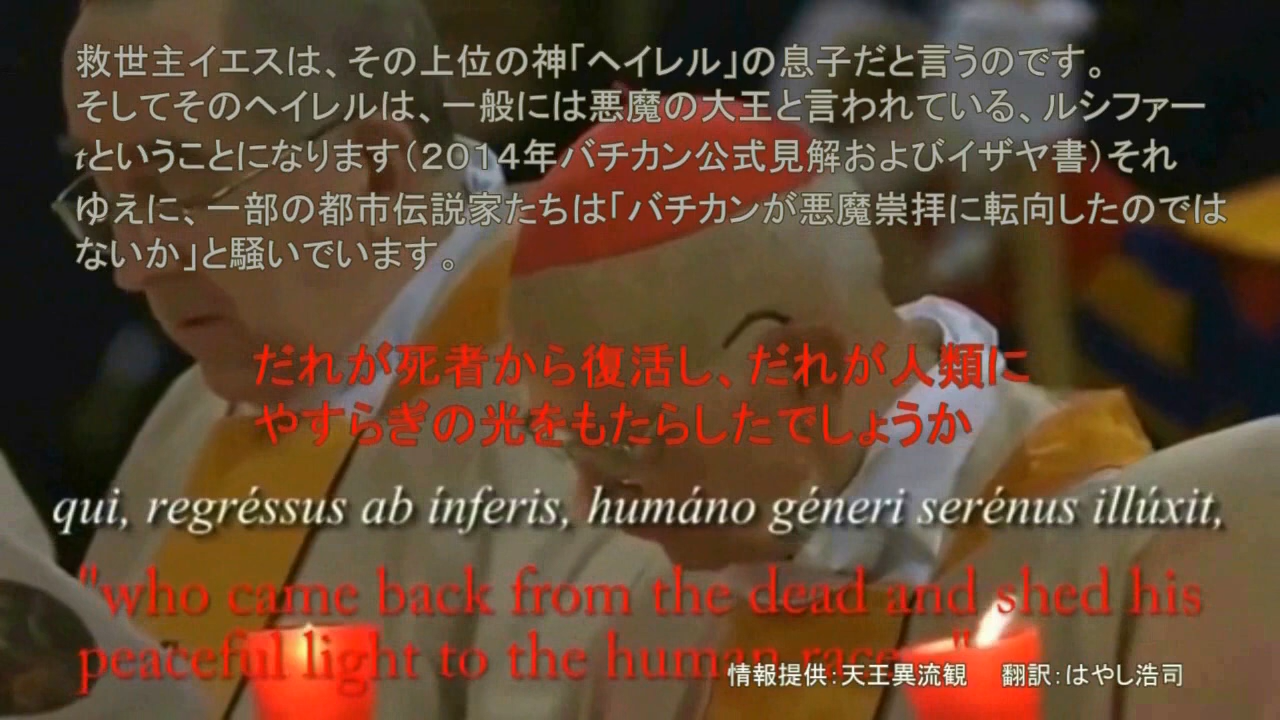 救世主イエスは、その上位の神「ヘイレル」の息子だと言うのです。
そしてそのヘイレルは、一般には悪魔の大王と言われている、ルシファー
tということになります（２０１４年バチカン公式見解およびイザヤ書）それ
ゆえに、一部の都市伝説家たちは「バチカンが悪魔崇拝に転向したのでは
ないか」と騒いでいます。
だれが死者から復活し、だれが人類に
やすらぎの光をもたらしたでしょうか
qui, regréssus ab ínferis, humáno géneri serénus illúxit,
"who came back from the dead and shed his
peaceful light to the human race..."
情報提供：天王異流観　翻訳：はやし浩司